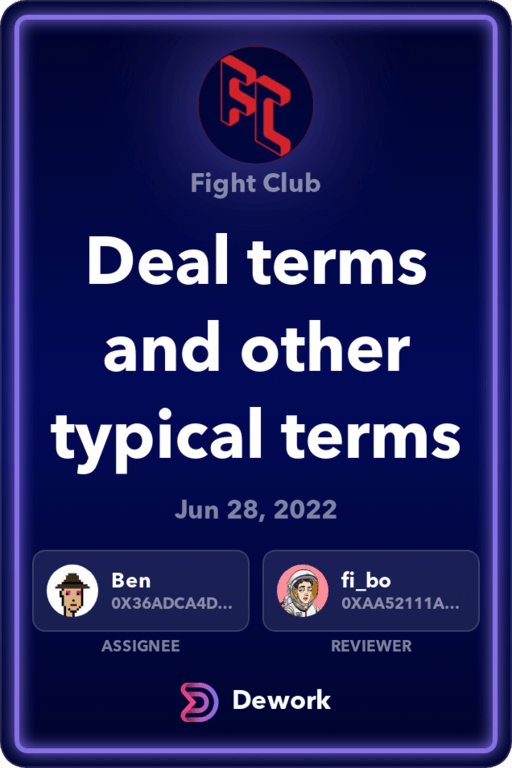 FC
Fight Club
Deal terms
and other
typical terms
Jun 28, 2022
Ben
0X36ADCA4D...
ASSIGNEE
fi_bo
0XAA52111A...
REVIEWER
Dework